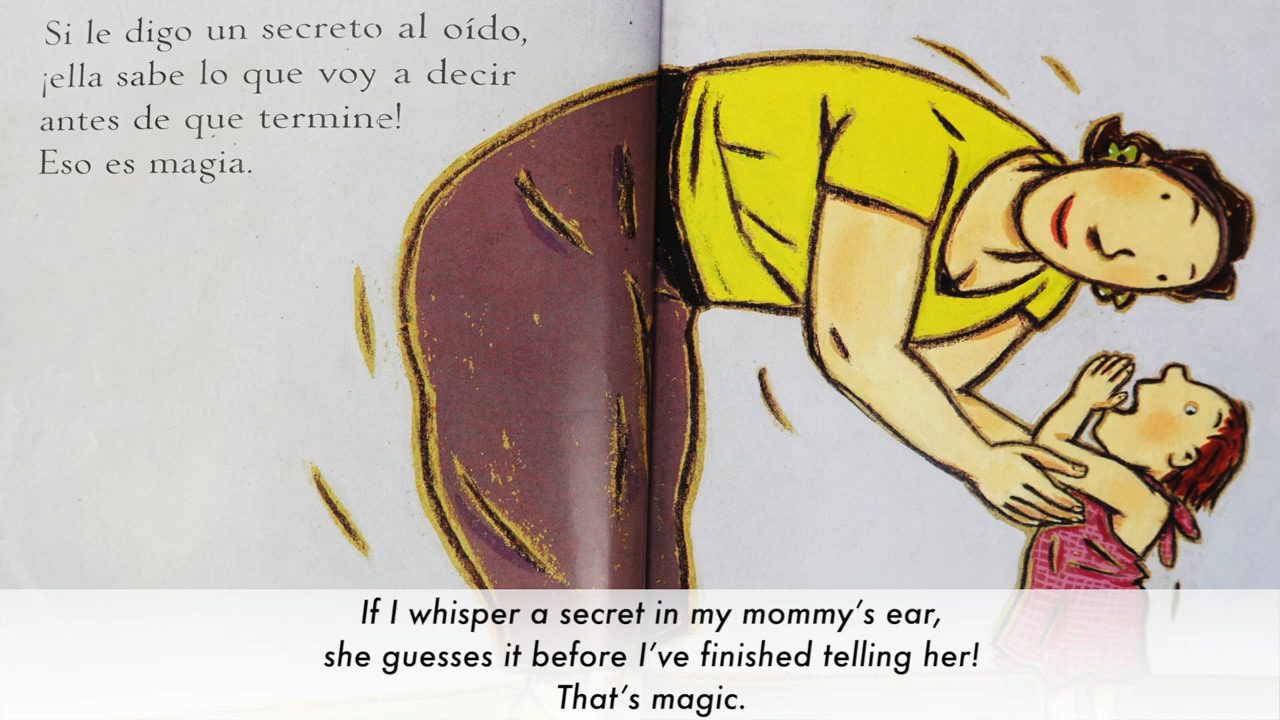 Si le digo un secreto al oído,
¡ella sabe lo que voy a decir
antes de que termine!
Eso es magia.
If I whisper a secret in my mommy's ear,
she guesses it before I've finished telling her!
That's magic.